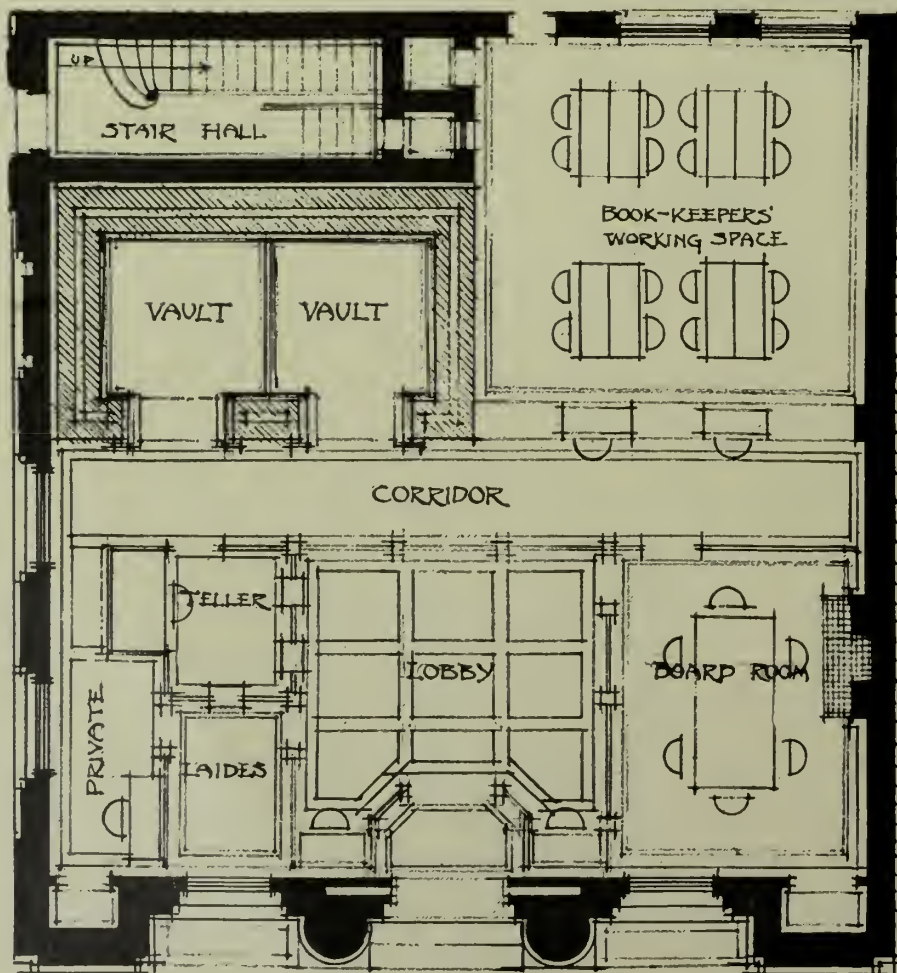 UP
STAIR HALL
BOOK-KEEPERS'
WORKING SPACE
VAULT
VAULT
CORRIDOR
TELLER
LOBBY
BOARD ROOM
PRIVATE
LAIDES